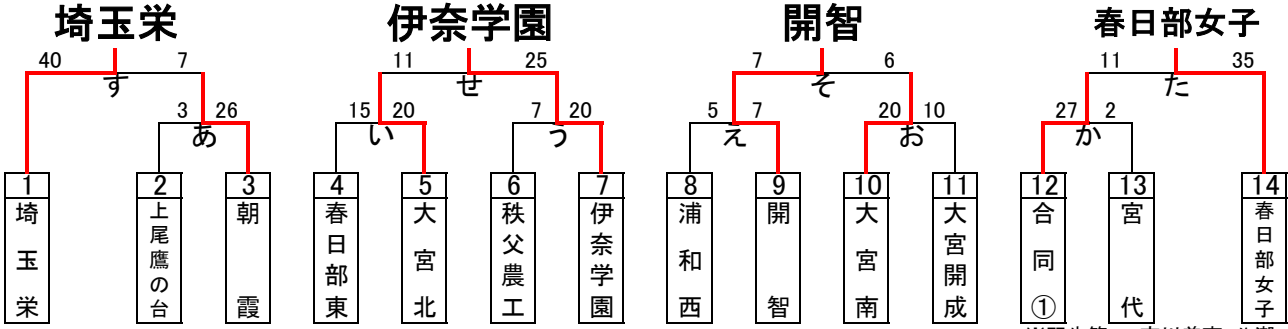 埼玉栄 伊奈学園 開智 春日部女子
40 7 11 25 7 6 11 35
す せ そ た
3 26 15 20 7 20 5 7 20 10 27 2
あ い う え お か
1 2 3 4 5 6 7 8 9 10 11 12 13 14
埼玉栄
上尾鷹の台
朝霞
春日部東
大宮北
秩父農工
伊奈学園
浦和西
開智
大宮南
大宮開成
合同①
宮代
春日部女子